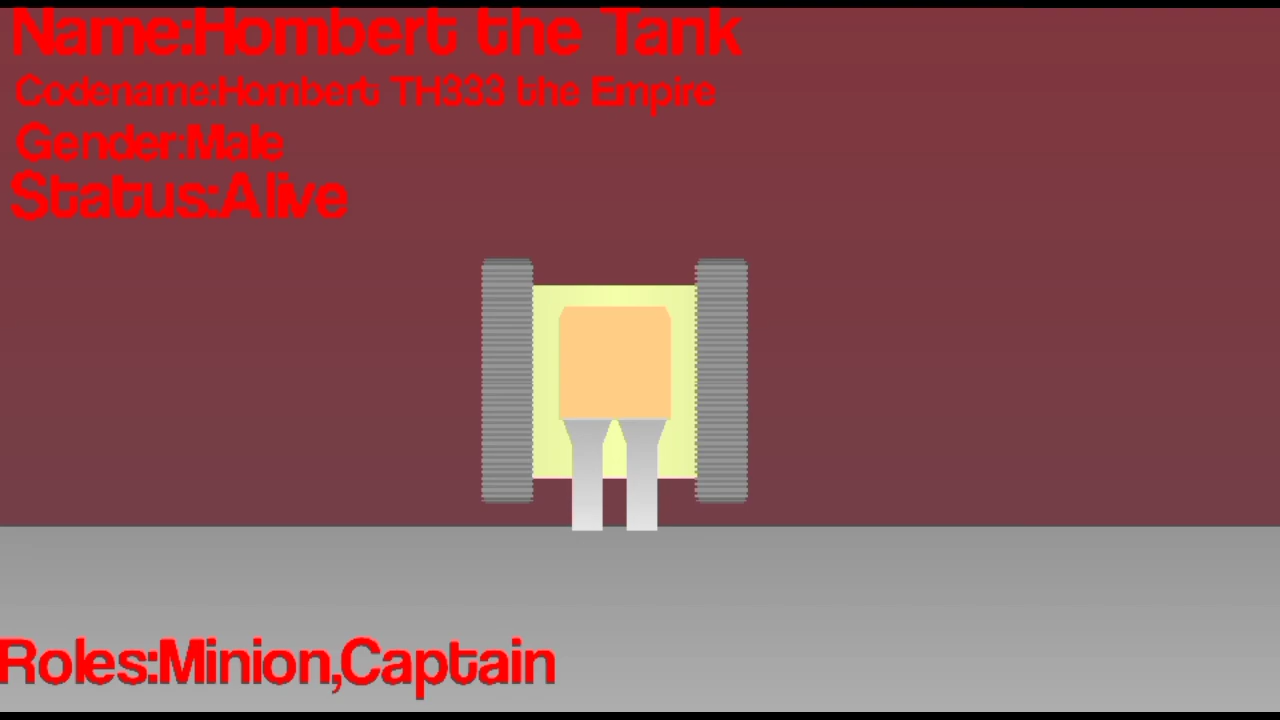 Name:Hombert the Tank
Codename:Hombert TH333 the Empire
Gender:Male
Status:Alive
Roles:Minion,Captain